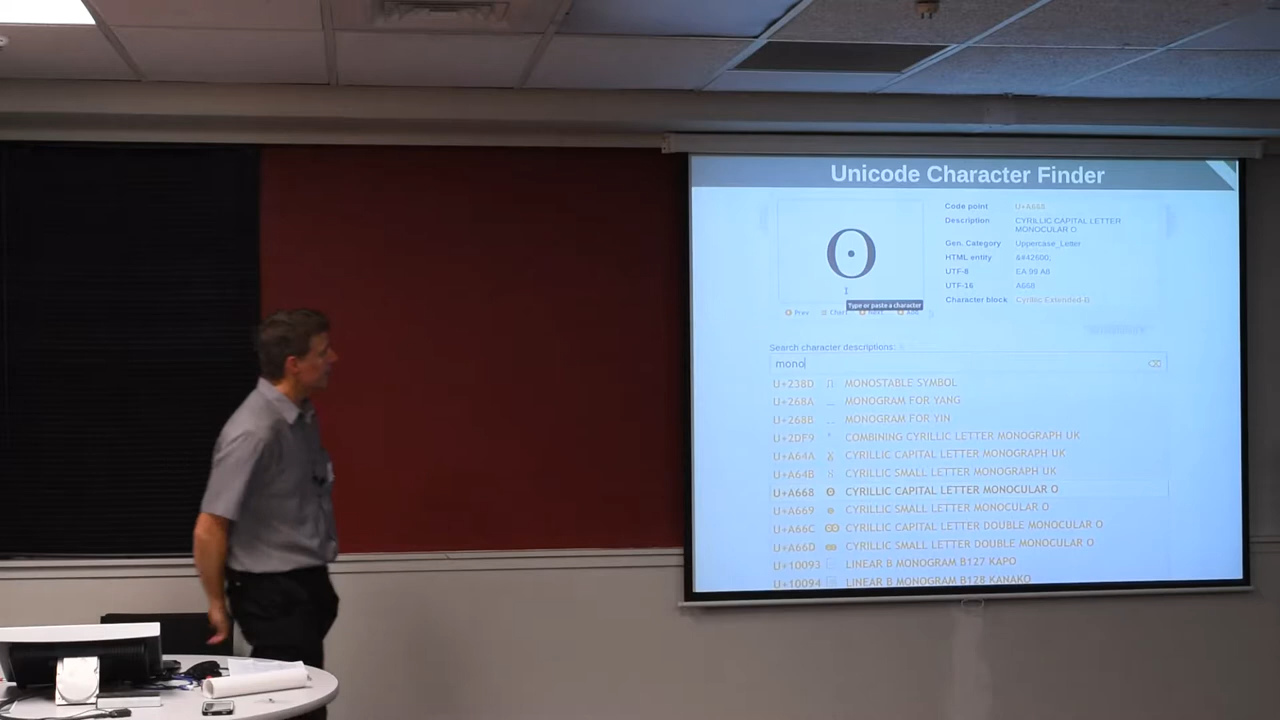 Unicode Character Finder
Code point U+A668
Description CYRILLIC CAPITAL LETTER
MONOCULAR O
Gen. Category Uppercase_Letter
HTML entity &#42600;
UTF-8 EA 99 A8
UTF-16 A668
Character block Cyrillic Extended-B
Ꙩ
Type or paste a character
Prev Chart Next
Search character descriptions:
mono
U+238D ⎍ MONOSTABLE SYMBOL
U+268A ⚊ MONOGRAM FOR YANG
U+268B ⚋ MONOGRAM FOR YIN
U+2DF9 COMBINING CYRILLIC LETTER MONOGRAPH UK
U+A64A Ꙋ CYRILLIC CAPITAL LETTER MONOGRAPH UK
U+A64B ꙋ CYRILLIC SMALL LETTER MONOGRAPH UK
U+A668 Ꙩ CYRILLIC CAPITAL LETTER MONOCULAR O
U+A669 ꙩ CYRILLIC SMALL LETTER MONOCULAR O
U+A66C Ꙭ CYRILLIC CAPITAL LETTER DOUBLE MONOCULAR O
U+A66D ꙭ CYRILLIC SMALL LETTER DOUBLE MONOCULAR O
U+10093 LINEAR B MONOGRAM B127 KAPO
U+10094 LINEAR B MONOGRAM B128 KANAKO